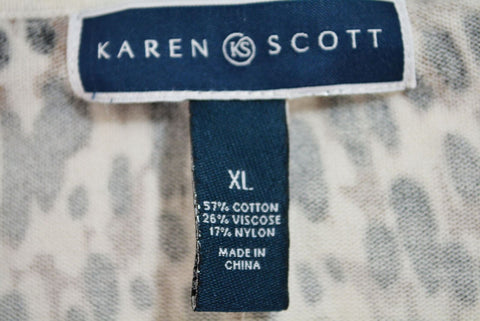 KAREN KS SCOTT
XL
57% COTTON
26% VISCOSE
17% NYLON
MADE IN
CHINA